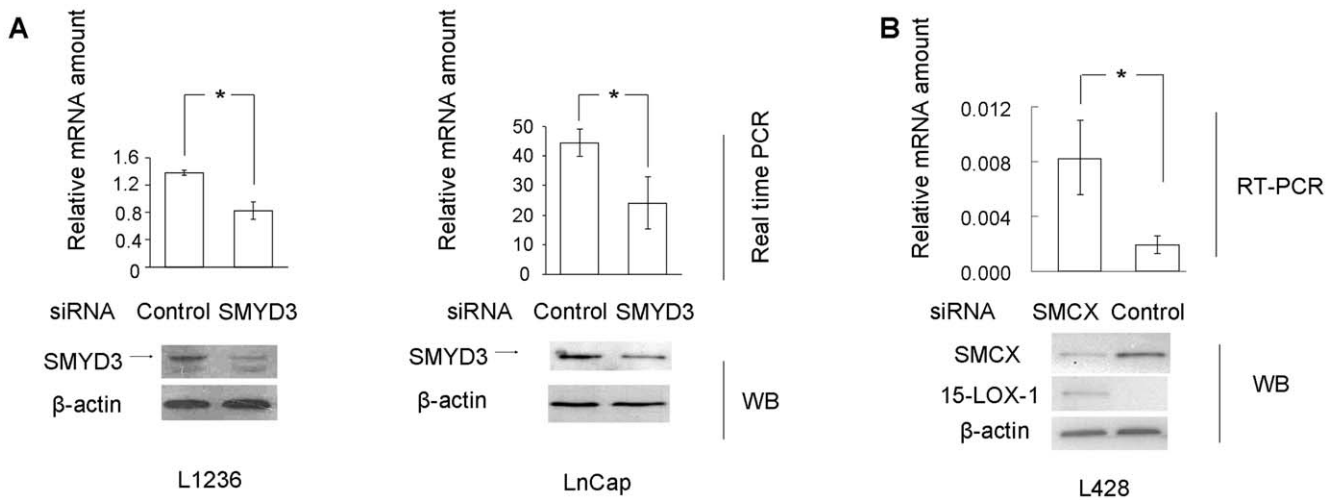 A
Relative mRNA amount
*
1.6
1.2
0.8
0.4
0
siRNA Control SMYD3
SMYD3
β-actin
L1236
Relative mRNA amount
*
50
40
30
20
10
0
Real time PCR
siRNA Control SMYD3
SMYD3
β-actin
WB
LnCap
B
Relative mRNA amount
*
0.012
0.008
0.004
0.000
RT-PCR
siRNA SMCX Control
SMCX
15-LOX-1
β-actin
WB
L428